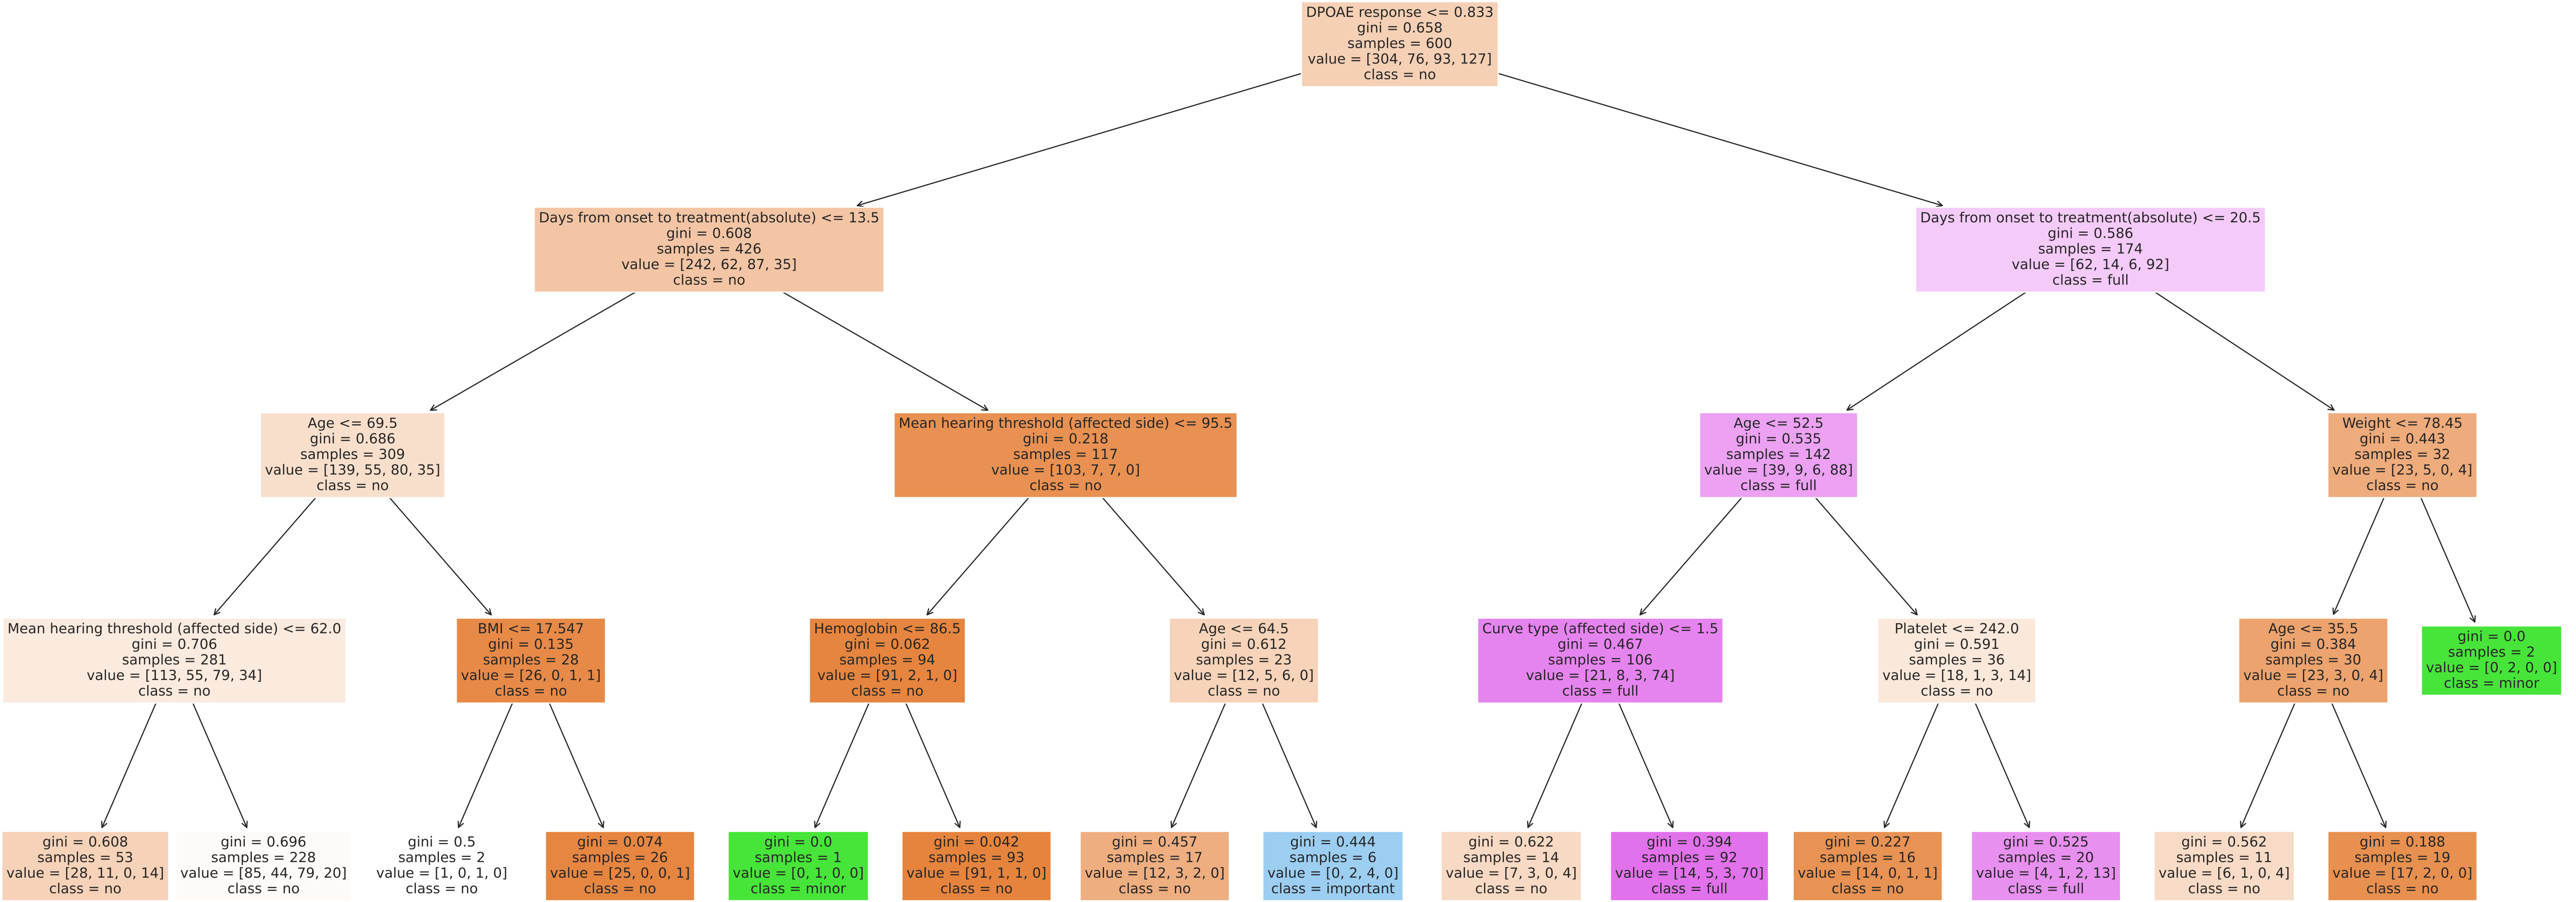 DPOAE response <= 0.833
gini = 0.658
samples = 600
value = [304, 76, 93, 127]
class = no
Days from onset to treatment(absolute) <= 13.5
gini = 0.608
samples = 426
value = [242, 62, 87, 35]
class = no
Days from onset to treatment(absolute) <= 20.5
gini = 0.586
samples = 174
value = [62, 14, 6, 92]
class = full
Age <= 69.5
gini = 0.686
samples = 309
value = [139, 55, 80, 35]
class = no
Mean hearing threshold (affected side) <= 95.5
gini = 0.218
samples = 117
value = [103, 7, 7, 0]
class = no
Age <= 52.5
gini = 0.535
samples = 142
value = [39, 9, 6, 88]
class = full
Weight <= 78.45
gini = 0.443
samples = 32
value = [23, 5, 0, 4]
class = no
Mean hearing threshold (affected side) <= 62.0
gini = 0.706
samples = 281
value = [113, 55, 79, 34]
class = no
BMI <= 17.547
gini = 0.135
samples = 28
value = [26, 0, 1, 1]
class = no
Hemoglobin <= 86.5
gini = 0.062
samples = 94
value = [91, 2, 1, 0]
class = no
Age <= 64.5
gini = 0.612
samples = 23
value = [12, 5, 6, 0]
class = no
Curve type (affected side) <= 1.5
gini = 0.467
samples = 106
value = [21, 8, 3, 74]
class = full
Platelet <= 242.0
gini = 0.591
samples = 36
value = [18, 1, 3, 14]
class = no
Age <= 35.5
gini = 0.384
samples = 30
value = [23, 3, 0, 4]
class = no
gini = 0.0
samples = 2
value = [0, 2, 0, 0]
class = minor
gini = 0.608
samples = 53
value = [28, 11, 0, 14]
class = no
gini = 0.696
samples = 228
value = [85, 44, 79, 20]
class = no
gini = 0.5
samples = 2
value = [1, 0, 1, 0]
class = no
gini = 0.074
samples = 26
value = [25, 0, 0, 1]
class = no
gini = 0.0
samples = 1
value = [0, 1, 0, 0]
class = minor
gini = 0.042
samples = 93
value = [91, 1, 1, 0]
class = no
gini = 0.457
samples = 17
value = [12, 3, 2, 0]
class = no
gini = 0.444
samples = 6
value = [0, 2, 4, 0]
class = important
gini = 0.622
samples = 14
value = [7, 3, 0, 4]
class = no
gini = 0.394
samples = 92
value = [14, 5, 3, 70]
class = full
gini = 0.227
samples = 16
value = [14, 0, 1, 1]
class = no
gini = 0.525
samples = 20
value = [4, 1, 2, 13]
class = full
gini = 0.562
samples = 11
value = [6, 1, 0, 4]
class = no
gini = 0.188
samples = 19
value = [17, 2, 0, 0]
class = no